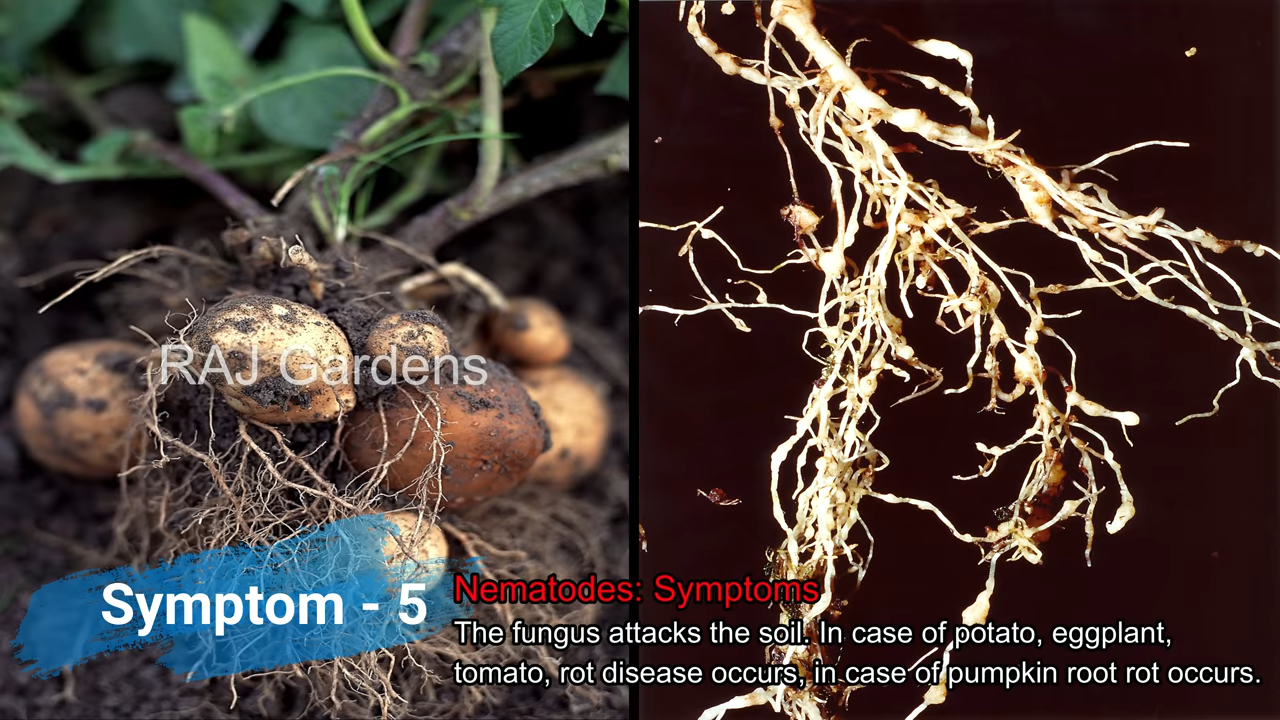 RAJ Gardens
Symptom - 5
Nematodes: Symptoms
The fungus attacks the soil. In case of potato, eggplant,
tomato, rot disease occurs, in case of pumpkin root rot occurs.